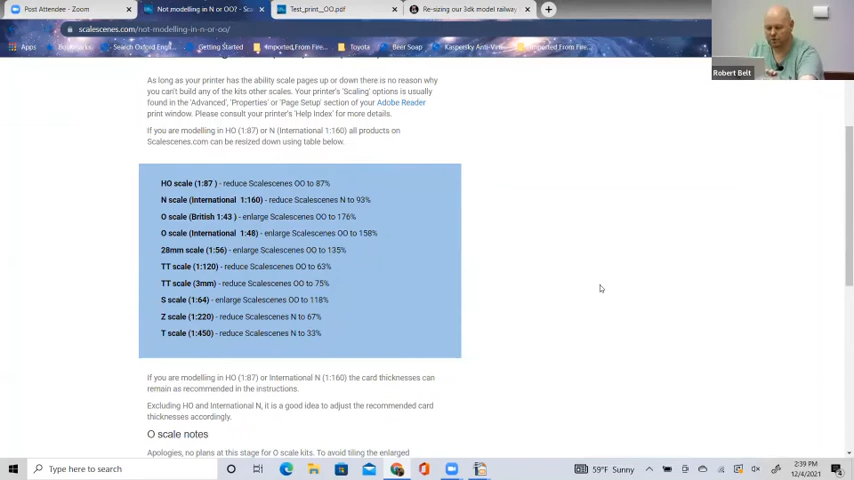 Post Attendee - Zoom
Not modelling in N or OO? - Scal
Test_print__OO.pdf
Re-sizing our 3dk model railway
scalescenes.com/not-modelling-in-n-or-oo/
Apps
Bookmarks
Search Oxford Engl...
Getting Started
Imported From Fire...
Toyota
Beer Soap
Kaspersky Anti-Viru...
Imported From Fire...
Robert Belt
As long as your printer has the ability scale pages up or down there is no reason why
you can't build any of the kits other scales. Your printer's 'Scaling' options is usually
found in the 'Advanced', 'Properties' or 'Page Setup' section of your Adobe Reader
print window. Please consult your printer's 'Help Index' for more details.
If you are modelling in HO (1:87) or N (International 1:160) all products on
Scalescenes.com can be resized down using table below.
HO scale (1:87 ) - reduce Scalescenes OO to 87%
N scale (International 1:160) - reduce Scalescenes N to 93%
O scale (British 1:43 ) - enlarge Scalescenes OO to 176%
O scale (International 1:48) - enlarge Scalescenes OO to 158%
28mm scale (1:56) - enlarge Scalescenes OO to 135%
TT scale (1:120) - reduce Scalescenes OO to 63%
TT scale (3mm) - reduce Scalescenes OO to 75%
S scale (1:64) - enlarge Scalescenes OO to 118%
Z scale (1:220) - reduce Scalescenes N to 67%
T scale (1:450) - reduce Scalescenes N to 33%
If you are modelling in HO (1:87) or International N (1:160) the card thicknesses can
remain as recommended in the instructions.
Excluding HO and International N, it is a good idea to adjust the recommended card
thicknesses accordingly.
O scale notes
Apologies, no plans at this stage for O scale kits. To avoid tiling the enlarged
Type here to search
59°F Sunny
2:39 PM
12/4/2021